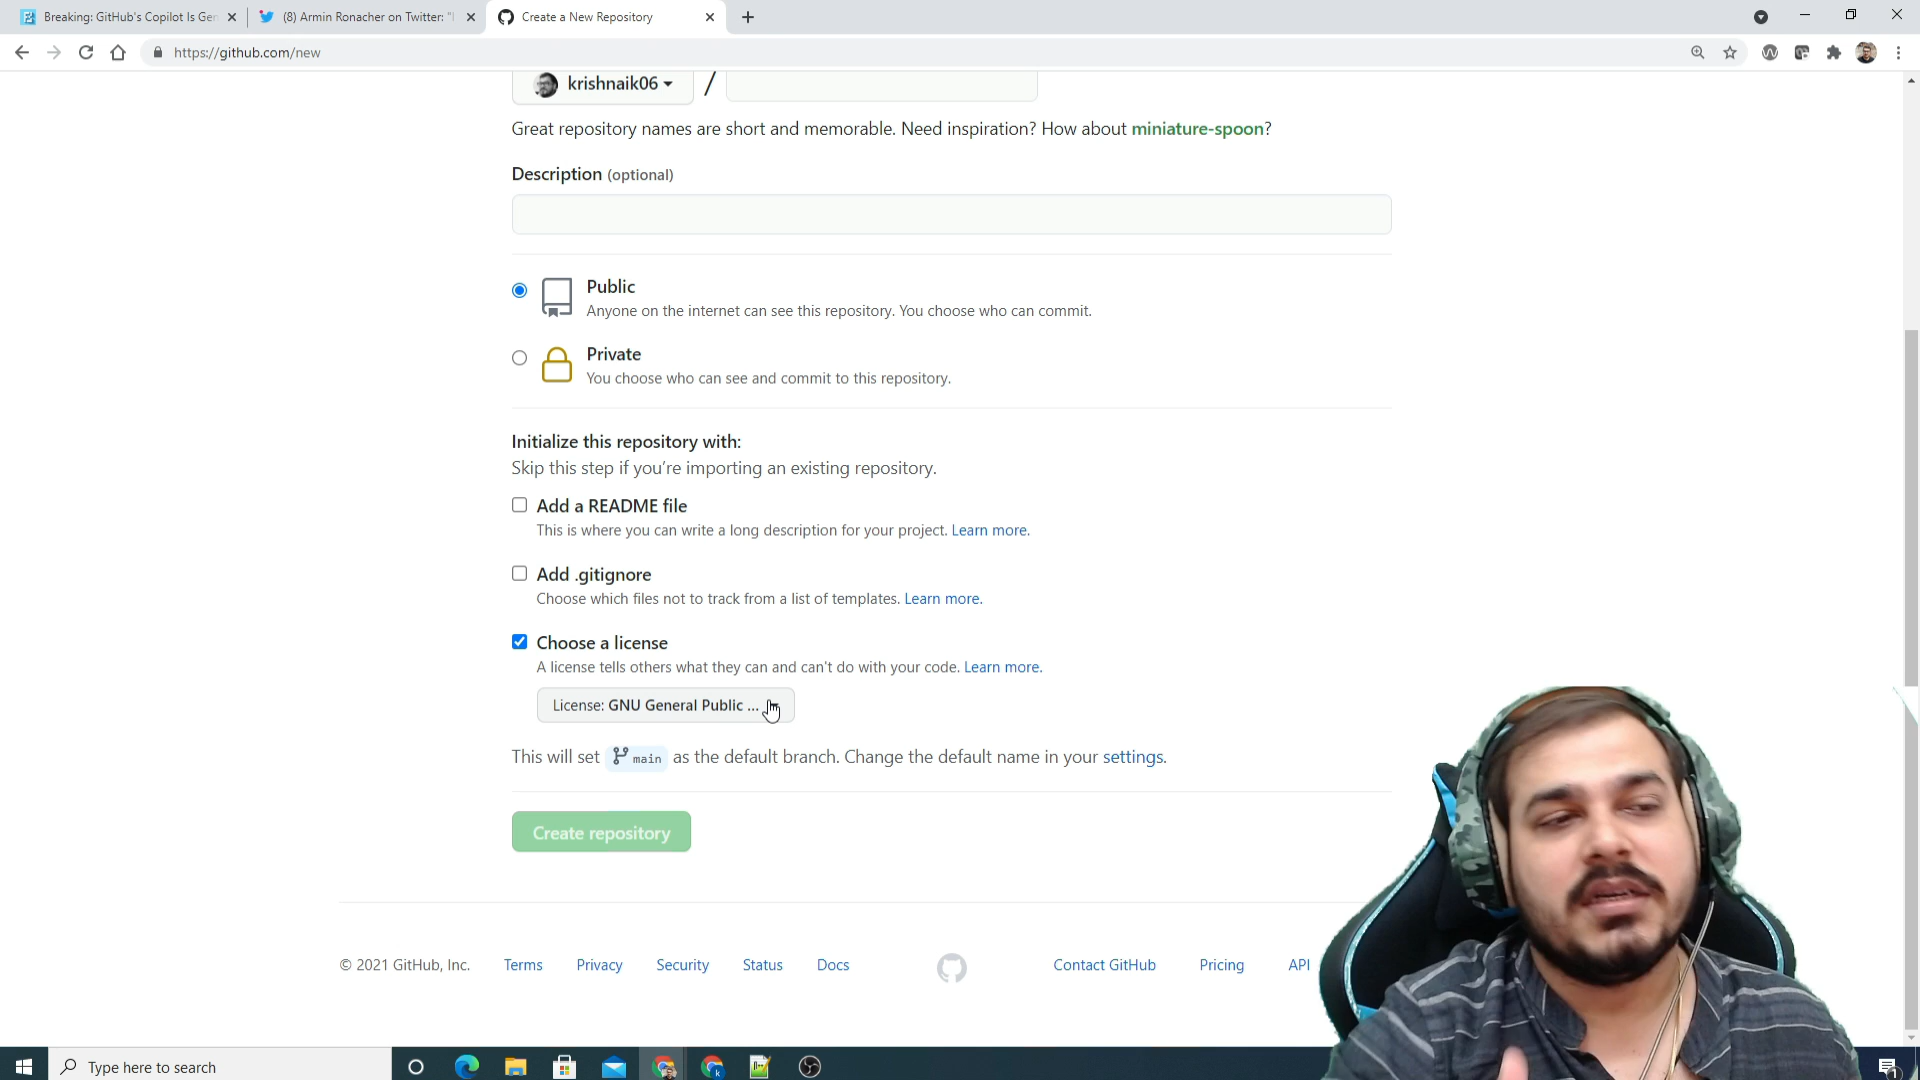 Breaking: GitHub's Copilot Is Gen
(8) Armin Ronacher on Twitter: "I
Create a New Repository
https://github.com/new
krishnaik06 /
Great repository names are short and memorable. Need inspiration? How about miniature-spoon?
Description (optional)
Public
Anyone on the internet can see this repository. You choose who can commit.
Private
You choose who can see and commit to this repository.
Initialize this repository with:
Skip this step if you're importing an existing repository.
Add a README file
This is where you can write a long description for your project. Learn more.
Add .gitignore
Choose which files not to track from a list of templates. Learn more.
Choose a license
A license tells others what they can and can't do with your code. Learn more.
License: GNU General Public ...
This will set main as the default branch. Change the default name in your settings.
Create repository
© 2021 GitHub, Inc. Terms Privacy Security Status Docs Contact GitHub Pricing API
Type here to search